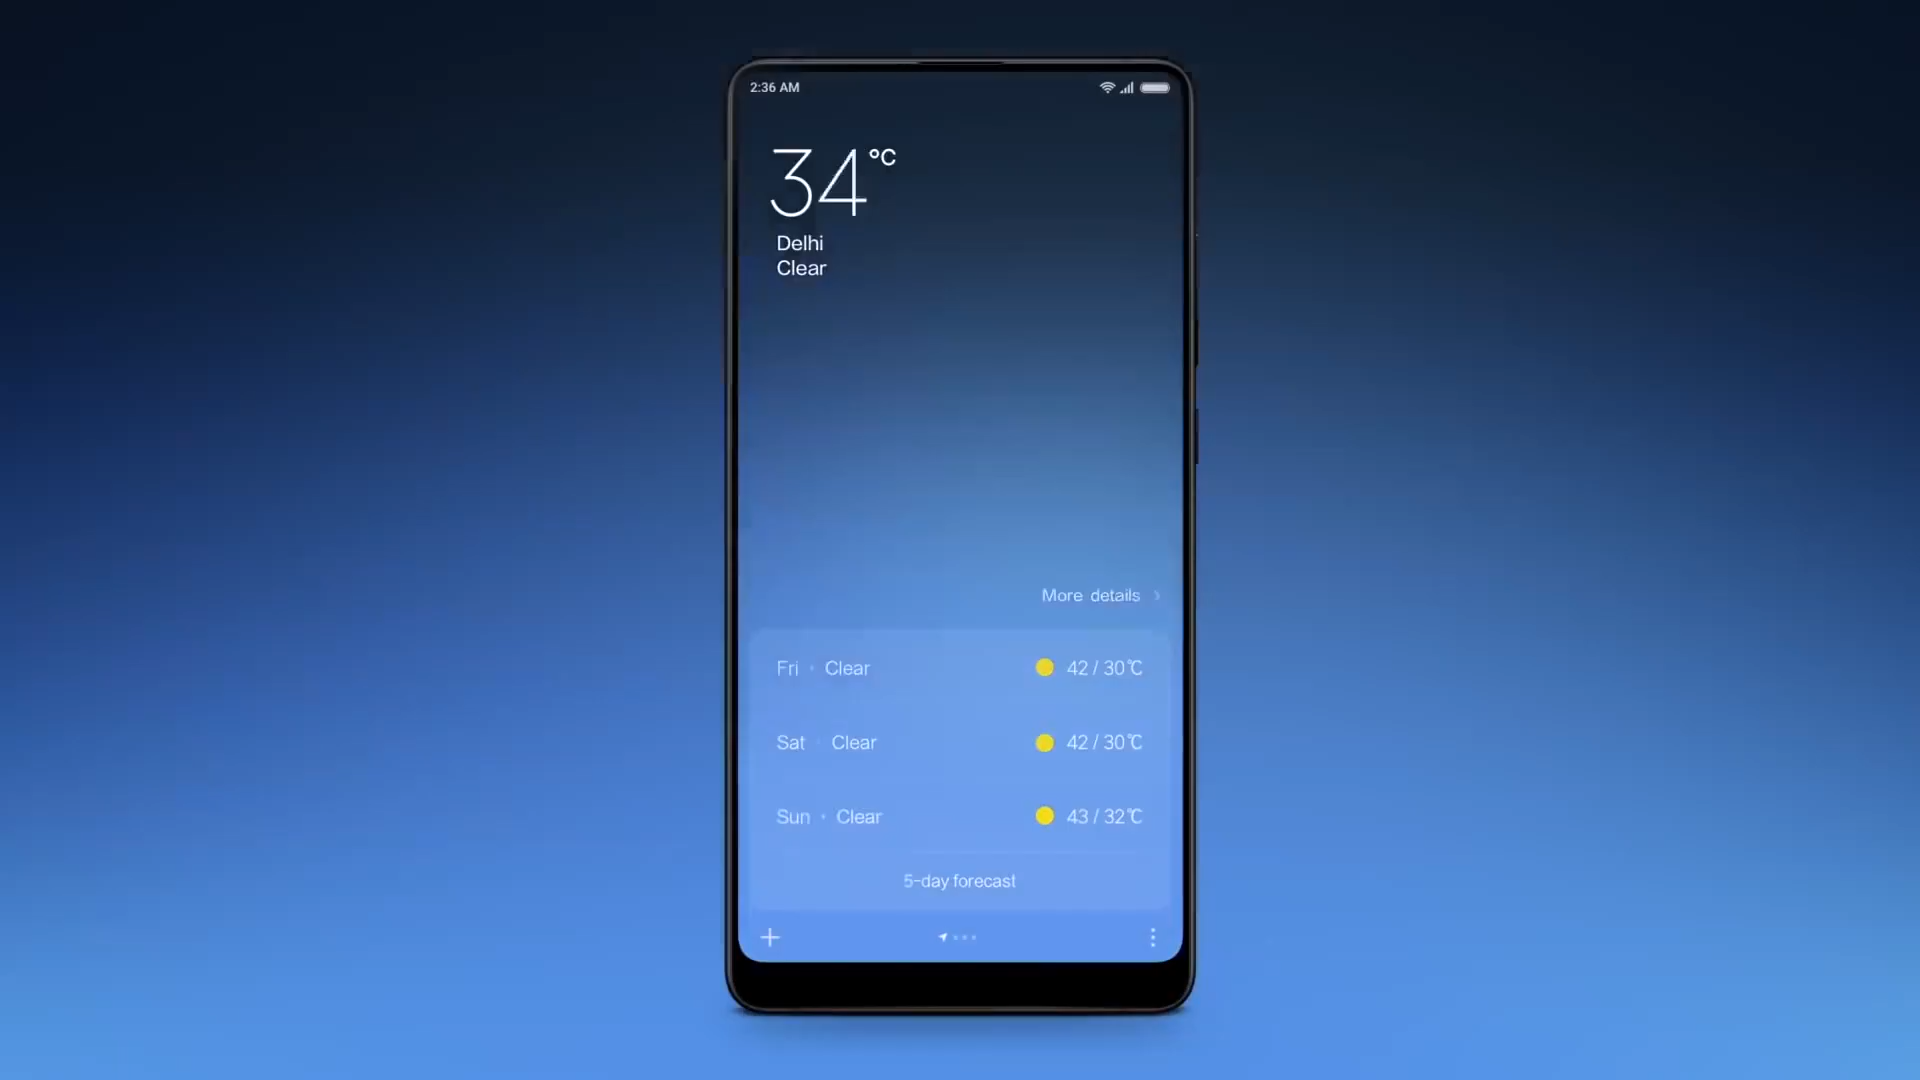 2:36 AM
34°C
Delhi
Clear
More details
Fri • Clear 42 / 30℃
Sat • Clear 42 / 30℃
Sun • Clear 43 / 32℃
5-day forecast